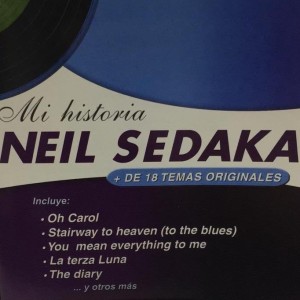 Mi historia
NEIL SEDAKA
+ DE 18 TEMAS ORIGINALES
Incluye:
• Oh Carol
• Stairway to heaven (to the blues)
• You mean everything to me
• La terza Luna
• The diary
... y otros más